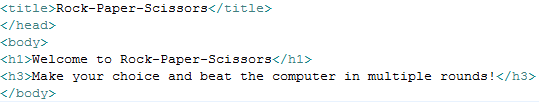 <title>Rock-Paper-Scissors</title>
</head>
<body>
<h1>Welcome to Rock-Paper-Scissors</h1>
<h3>Make your choice and beat the computer in multiple rounds!</h3>
</body>